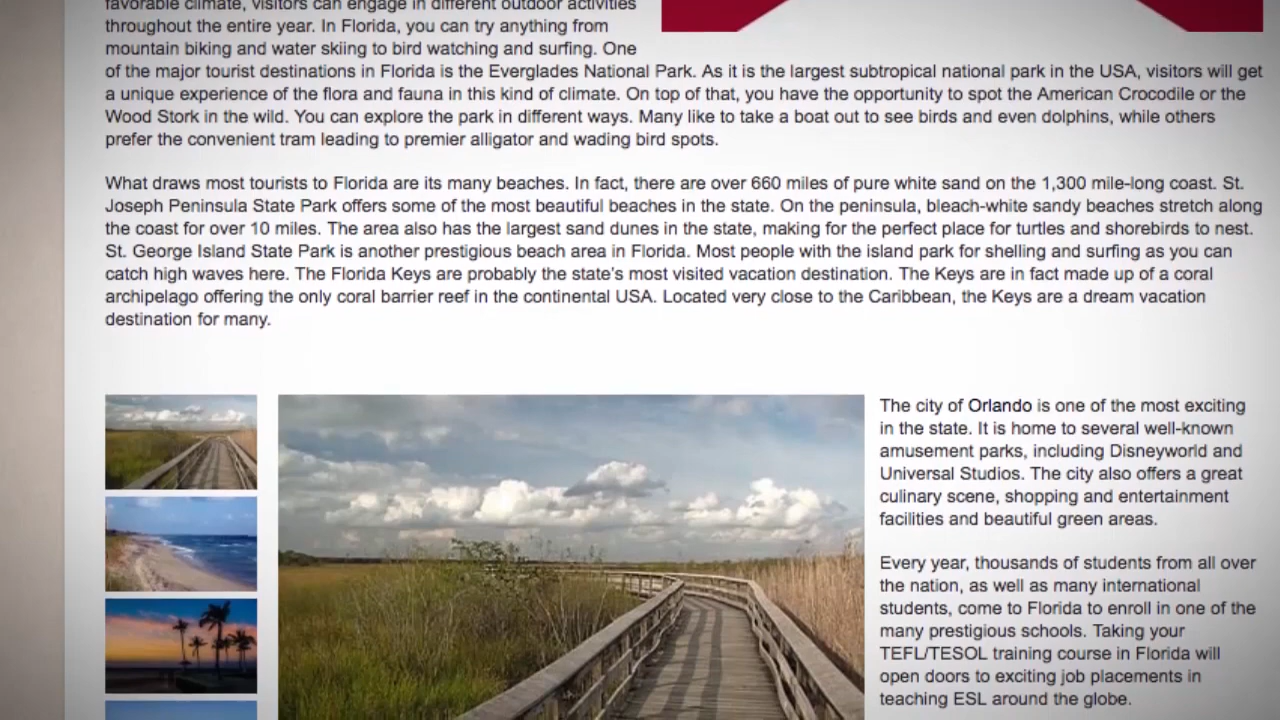 favorable climate, visitors can engage in different outdoor activities
throughout the entire year. In Florida, you can try anything from
mountain biking and water skiing to bird watching and surfing. One
of the major tourist destinations in Florida is the Everglades National Park. As it is the largest subtropical national park in the USA, visitors will get
a unique experience of the flora and fauna in this kind of climate. On top of that, you have the opportunity to spot the American Crocodile or the
Wood Stork in the wild. You can explore the park in different ways. Many like to take a boat out to see birds and even dolphins, while others
prefer the convenient tram leading to premier alligator and wading bird spots.
What draws most tourists to Florida are its many beaches. In fact, there are over 660 miles of pure white sand on the 1,300 mile-long coast. St.
Joseph Peninsula State Park offers some of the most beautiful beaches in the state. On the peninsula, bleach-white sandy beaches stretch along
the coast for over 10 miles. The area also has the largest sand dunes in the state, making for the perfect place for turtles and shorebirds to nest.
St. George Island State Park is another prestigious beach area in Florida. Most people with the island park for shelling and surfing as you can
catch high waves here. The Florida Keys are probably the state's most visited vacation destination. The Keys are in fact made up of a coral
archipelago offering the only coral barrier reef in the continental USA. Located very close to the Caribbean, the Keys are a dream vacation
destination for many.
The city of Orlando is one of the most exciting
in the state. It is home to several well-known
amusement parks, including Disneyworld and
Universal Studios. The city also offers a great
culinary scene, shopping and entertainment
facilities and beautiful green areas.
Every year, thousands of students from all over
the nation, as well as many international
students, come to Florida to enroll in one of the
many prestigious schools. Taking your
TEFL/TESOL training course in Florida will
open doors to exciting job placements in
teaching ESL around the globe.